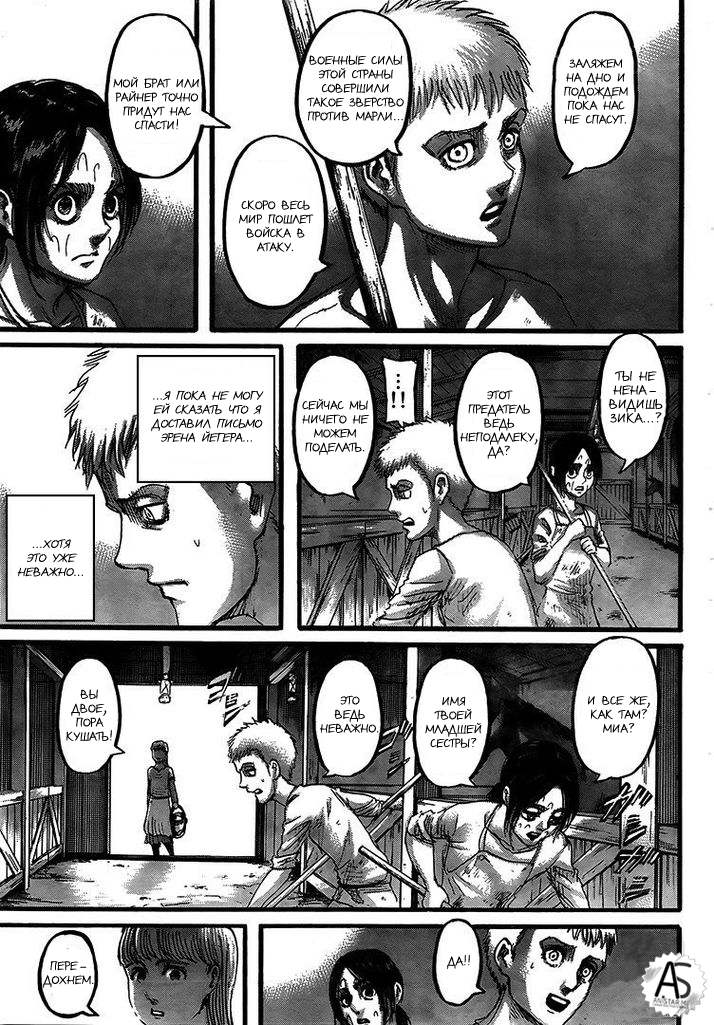 ЗАЛЯЖЕМ
НА ДНО И
ПОДОЖДЕМ
ПОКА НАС
НЕ СПАСУТ.
ВОЕННЫЕ СИЛЫ
ЭТОЙ СТРАНЫ
СОВЕРШИЛИ
ТАКОЕ ЗВЕРСТВО
ПРОТИВ МАРЛИ...
СКОРО ВЕСЬ
МИР ПОШЛЕТ
ВОЙСКА В
АТАКУ.
МОЙ БРАТ ИЛИ
РАЙНЕР ТОЧНО
ПРИДУТ НАС
СПАСТИ!
ТЫ НЕ
НЕНА-
ВИДИШЬ
ЗИКА...?
ЭТОТ
ПРЕДАТЕЛЬ
ВЕДЬ
НЕПОДАЛЕКУ,
ДА?
...!!
СЕЙЧАС МЫ
НИЧЕГО НЕ
МОЖЕМ
ПОДЕЛАТЬ.
...Я ПОКА НЕ МОГУ
ЕЙ СКАЗАТЬ ЧТО Я
ДОСТАВИЛ ПИСЬМО
ЭРЕНА ЙЕГЕРА...
...ХОТЯ
ЭТО УЖЕ
НЕВАЖНО...
И ВСЕ ЖЕ,
КАК ТАМ?
МИА?
ИМЯ
ТВОЕЙ
МЛАДШЕЙ
СЕСТРЫ?
ЭТО
ВЕДЬ
НЕВАЖНО.
ВЫ
ДВОЕ,
ПОРА
КУШАТЬ!
ДА!!
ПЕРЕ-
ДОХНЕМ.
AS